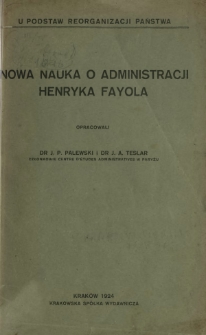 U PODSTAW REORGANIZACJI PAŃSTWA
NOWA NAUKA O ADMINISTRACJI
HENRYKA FAYOLA
OPRACOWALI
DR J. P. PALEWSKI I DR J. A. TESLAR
KRAKÓW 1924
KRAKOWSKA SPÓŁKA WYDAWNICZA